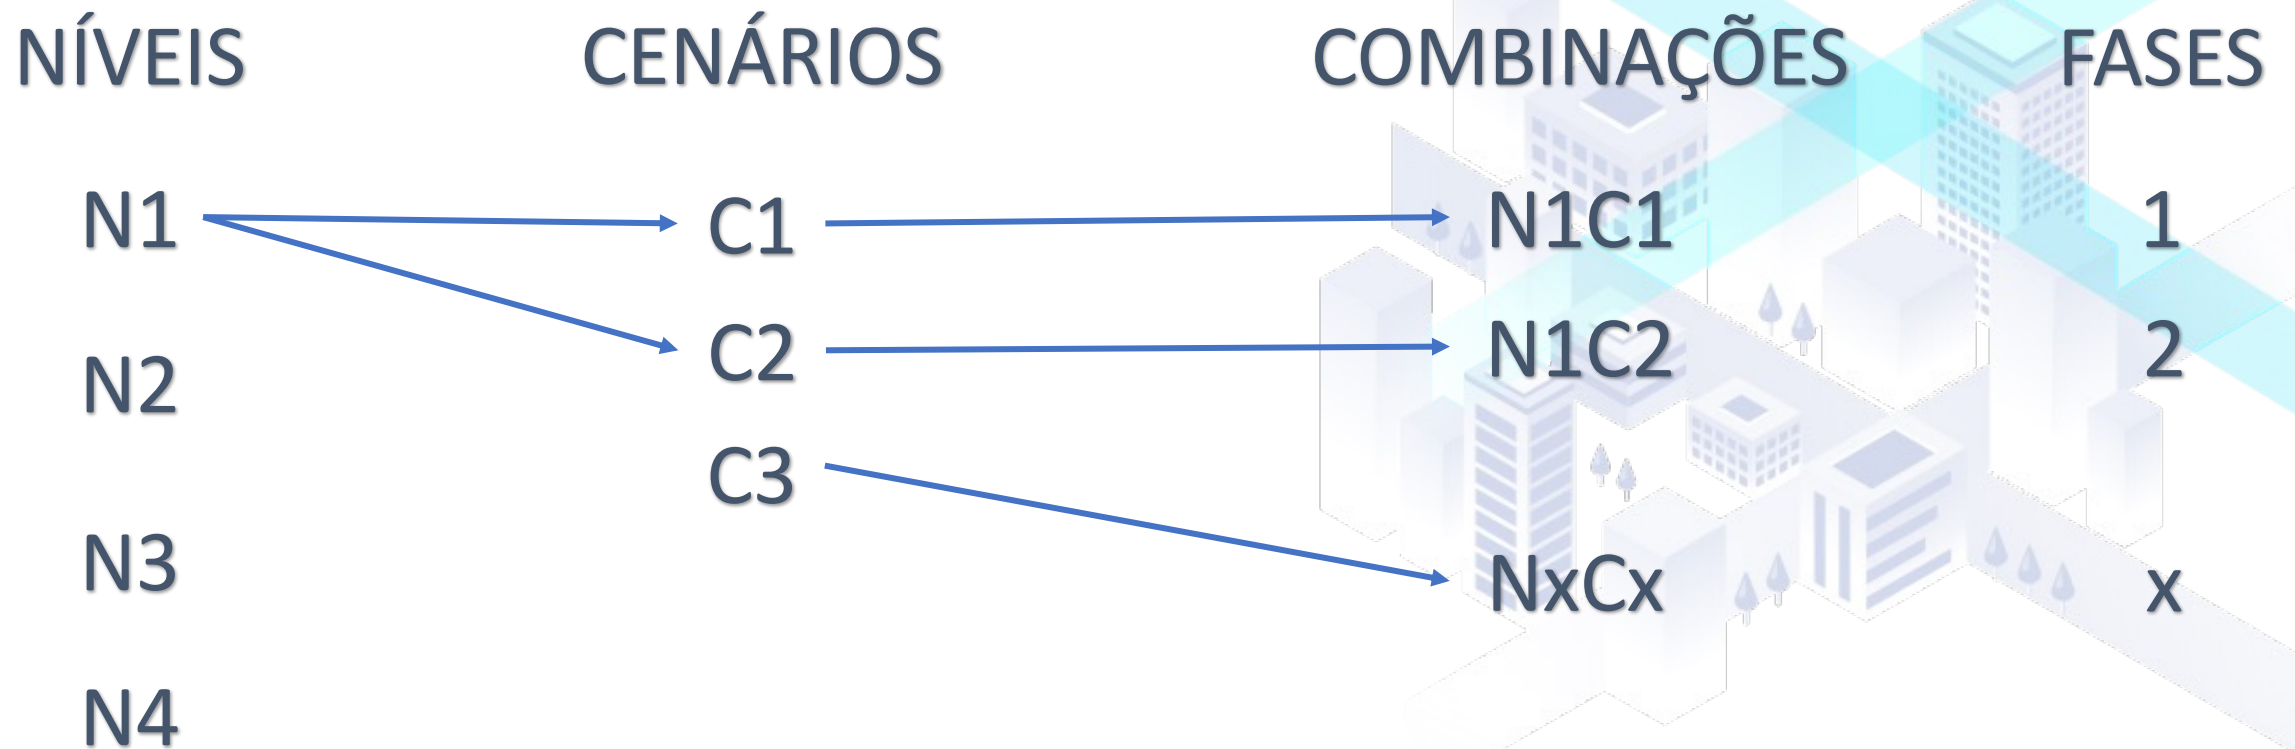 NÍVEIS CENÁRIOS COMBINAÇÕES FASES
N1 C1 N1C1 1
C2 N1C2 2
N2
C3
N3 NxCx x
N4